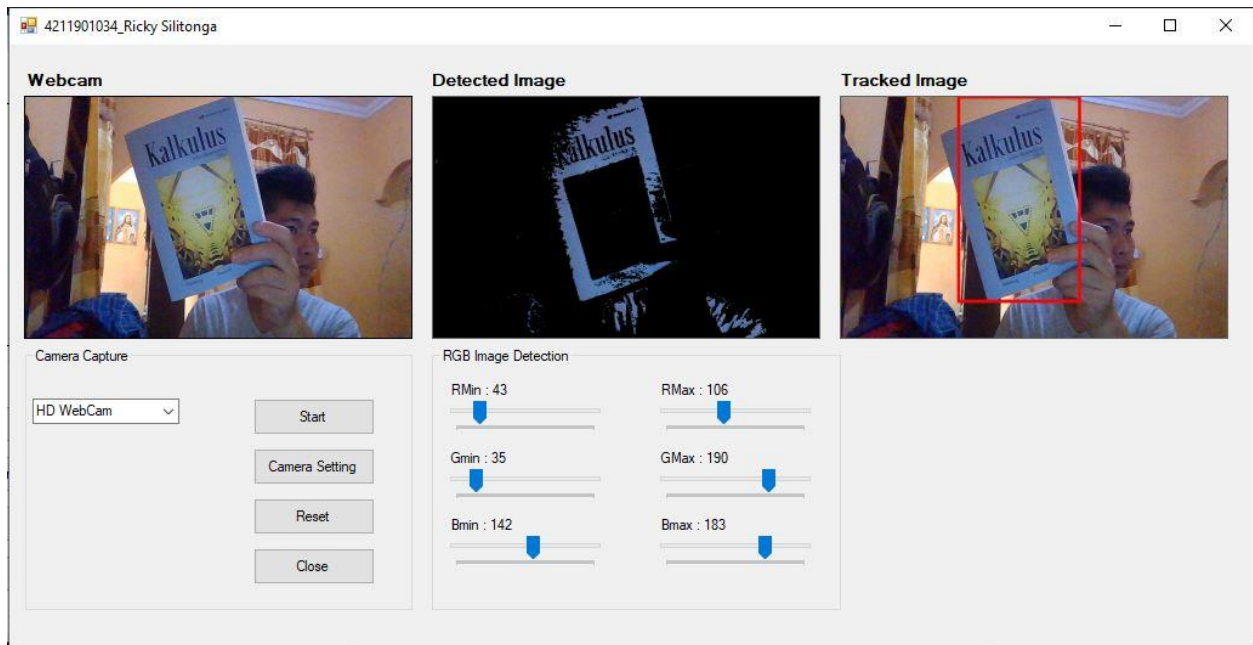 4211901034_Ricky Silitonga
Webcam
Detected Image
Tracked Image
Kalkulus
Kalkulus
Kalkulus
Camera Capture
HD WebCam
Start
Camera Setting
Reset
Close
RGB Image Detection
RMin : 43
RMax : 106
Gmin : 35
GMax : 190
Bmin : 142
Bmax : 183